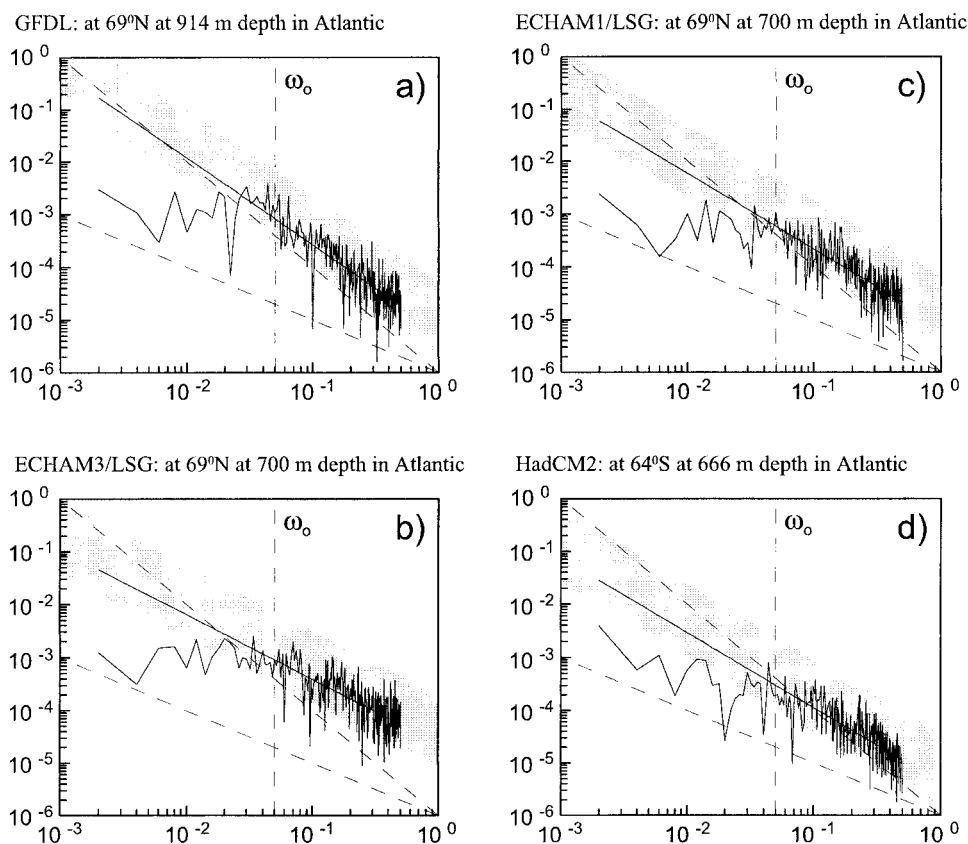 GFDL: at 69⁰N at 914 m depth in Atlantic
ECHAM1/LSG: at 69⁰N at 700 m depth in Atlantic
a)
ω₀
10⁰
10⁻¹
10⁻²
10⁻³
10⁻⁴
10⁻⁵
10⁻⁶
10⁻³ 10⁻² 10⁻¹ 10⁰
c)
ω₀
10⁰
10⁻¹
10⁻²
10⁻³
10⁻⁴
10⁻⁵
10⁻⁶
10⁻³ 10⁻² 10⁻¹ 10⁰
ECHAM3/LSG: at 69⁰N at 700 m depth in Atlantic
HadCM2: at 64⁰S at 666 m depth in Atlantic
b)
ω₀
10⁰
10⁻¹
10⁻²
10⁻³
10⁻⁴
10⁻⁵
10⁻⁶
10⁻³ 10⁻² 10⁻¹ 10⁰
d)
ω₀
10⁰
10⁻¹
10⁻²
10⁻³
10⁻⁴
10⁻⁵
10⁻⁶
10⁻³ 10⁻² 10⁻¹ 10⁰